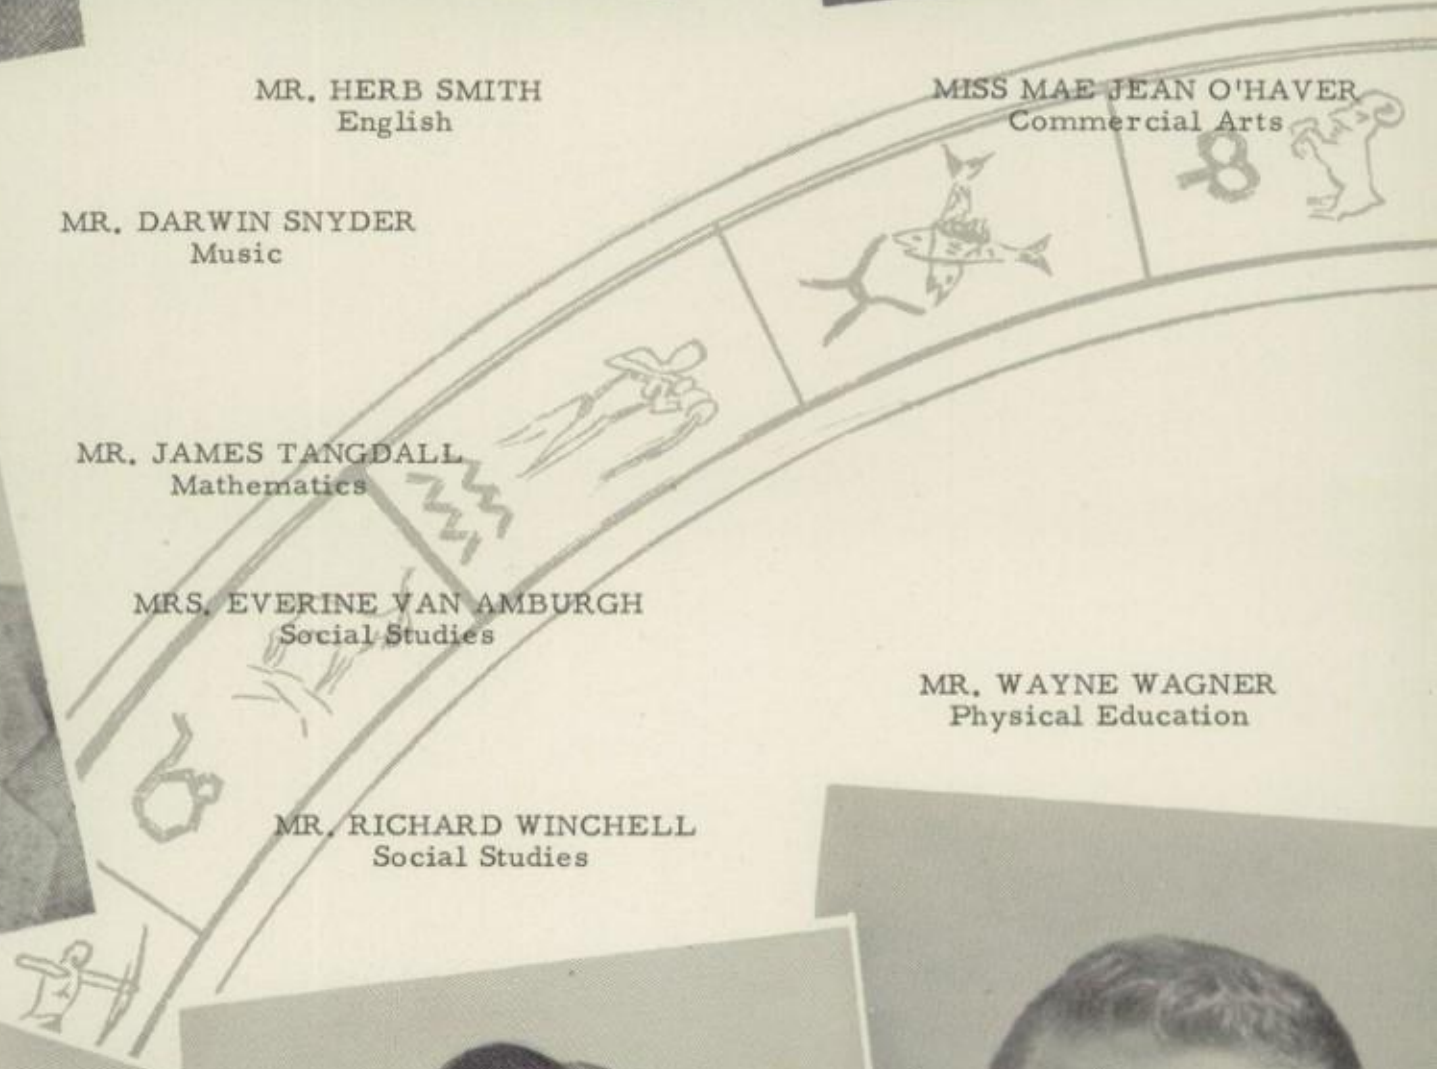 MR. HERB SMITH
English
MISS MAE JEAN O'HAVER
Commercial Arts
MR. DARWIN SNYDER
Music
MR. JAMES TANGDALL
Mathematics
MRS. EVERINE VAN AMBURGH
Social Studies
MR. WAYNE WAGNER
Physical Education
MR. RICHARD WINCHELL
Social Studies